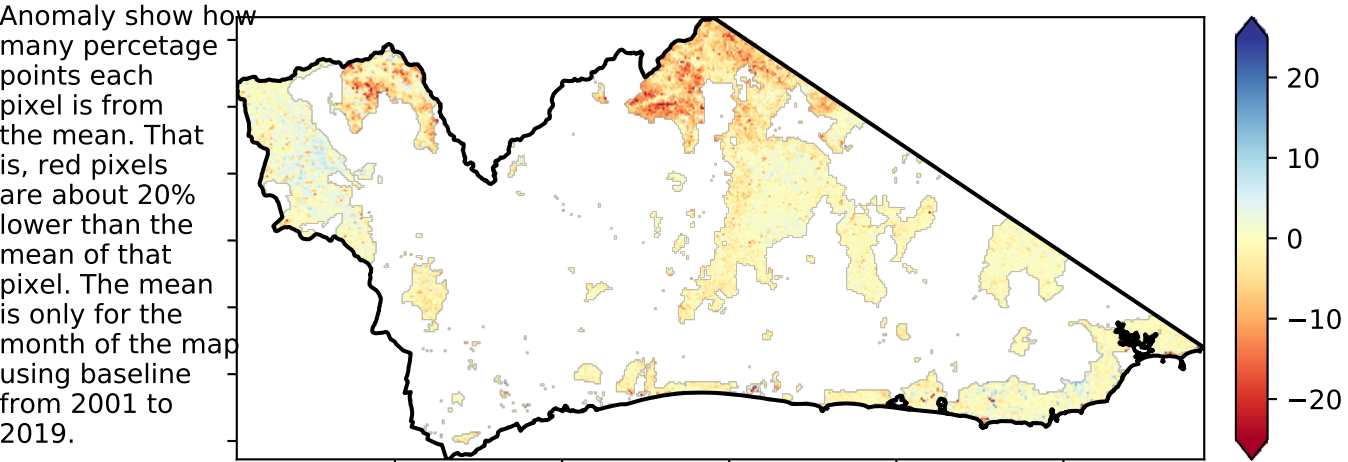 Anomaly show how
many percetage
points each
pixel is from
the mean. That
is, red pixels
are about 20%
lower than the
mean of that
pixel. The mean
is only for the
month of the map
using baseline
from 2001 to
2019.
20
10
0
−10
−20